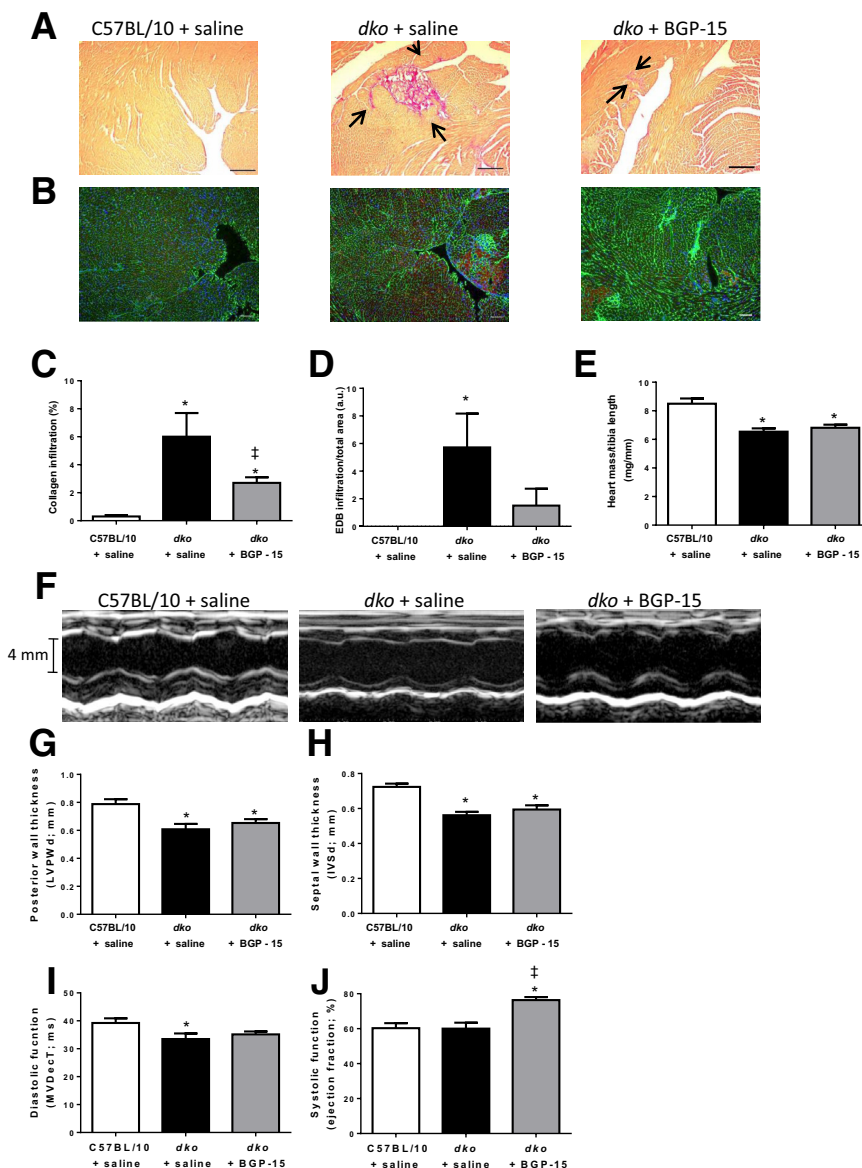 A
C57BL/10 + saline
dko + saline
dko + BGP-15
B
C
Collagen infiltration (%)
10
8
6
4
2
0
*
‡
*
C57BL/10
+ saline
dko
+ saline
dko
+ BGP - 15
D
EDB infiltration/total area (a.u.)
10
8
6
4
2
0
*
C57BL/10
+ saline
dko
+ saline
dko
+ BGP - 15
E
Heart mass/tibia length
(mg/mm)
10
8
6
4
2
0
*
*
C57BL/10
+ saline
dko
+ saline
dko
+ BGP - 15
F
C57BL/10 + saline
dko + saline
dko + BGP-15
4 mm
G
Posterior wall thickness
(LVPWd; mm)
1.0
0.8
0.6
0.4
0.2
0.0
*
*
C57BL/10
+ saline
dko
+ saline
dko
+ BGP - 15
H
Septal wall thickness
(IVSd; mm)
0.8
0.6
0.4
0.2
0.0
*
*
C57BL/10
+ saline
dko
+ saline
dko
+ BGP - 15
I
Diastolic fucntion
(MVDecT; ms)
50
40
30
20
10
0
*
C57BL/10
+ saline
dko
+ saline
dko
+ BGP-15
J
Systolic function
(ejection fraction; %)
80
60
40
20
0
‡
*
C57BL/10
+ saline
dko
+ saline
dko
+ BGP-15